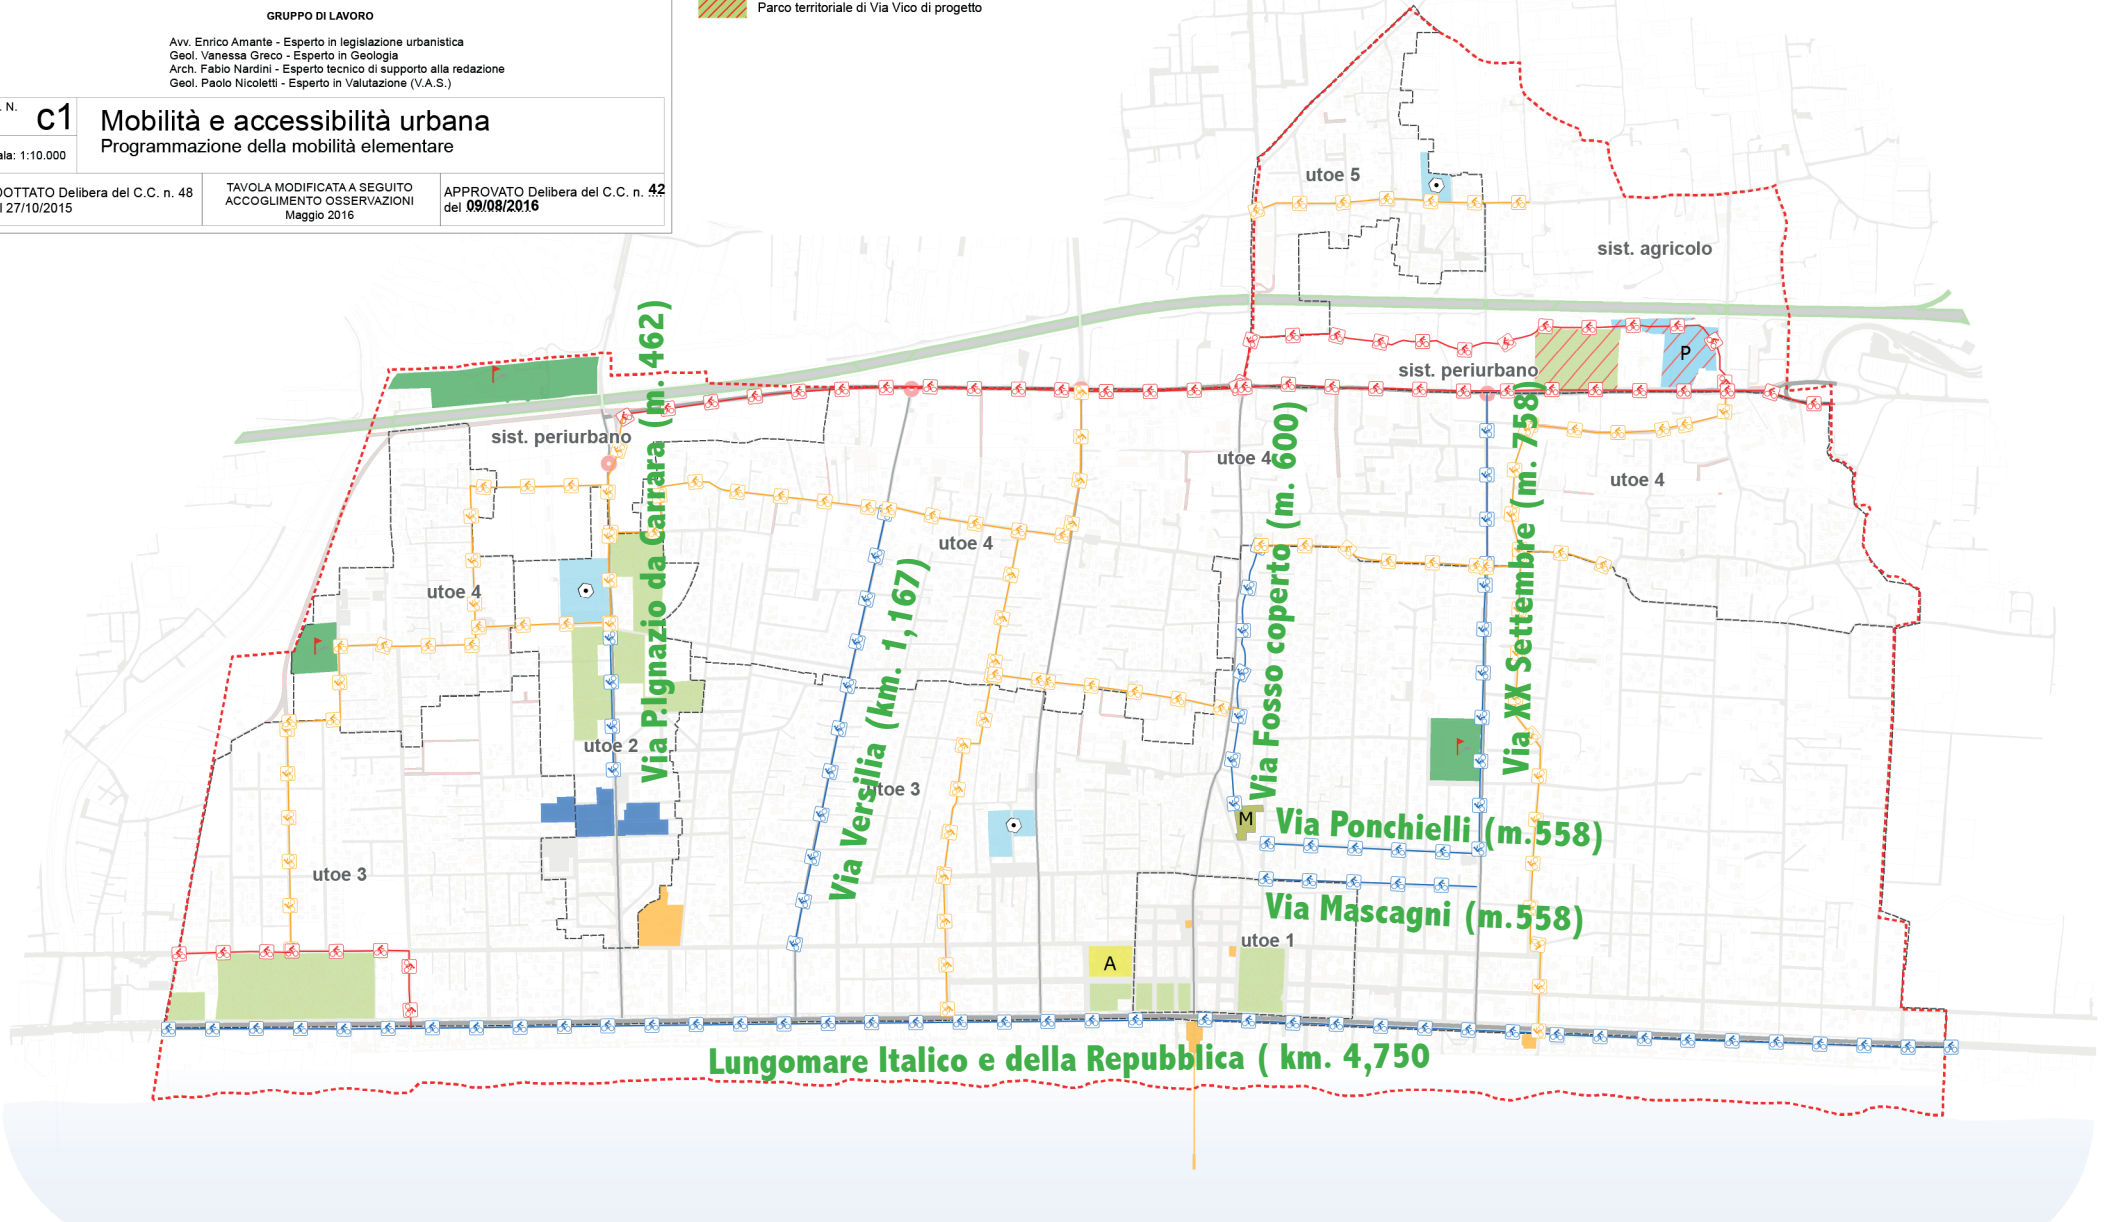 GRUPPO DI LAVORO
Avv. Enrico Amante - Esperto in legislazione urbanistica
Geol. Vanessa Greco - Esperto in Geologia
Arch. Fabio Nardini - Esperto tecnico di supporto alla redazione
Geol. Paolo Nicoletti - Esperto in Valutazione (V.A.S.)
. N.
c1
ala: 1:10.000
Mobilità e accessibilità urbana
Programmazione della mobilità elementare
DOTTATO Delibera del C.C. n. 48
l 27/10/2015
TAVOLA MODIFICATA A SEGUITO
ACCOGLIMENTO OSSERVAZIONI
Maggio 2016
APPROVATO Delibera del C.C. n. 42
del 09/08/2016
Parco territoriale di Via Vico di progetto
utoe 5
sist. agricolo
P
sist. periurbano
sist. periurbano
utoe 4
utoe 4
utoe 4
utoe 4
utoe 2
utoe 3
utoe 3
utoe 1
M
A
Via P.Ignazio da Carrara (m. 462)
Via Versilia (km. 1,167)
Via Fosso coperto (m. 600)
Via XX Settembre (m. 758)
Via Ponchielli (m.558)
Via Mascagni (m.558)
Lungomare Italico e della Repubblica ( km. 4,750